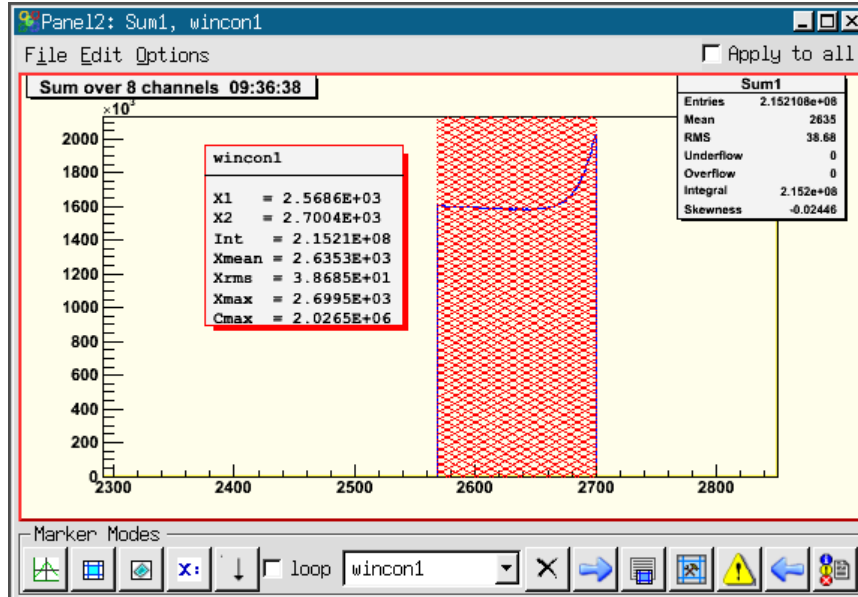 Panel2: Sum1, wincon1
File Edit Options
Apply to all
Sum over 8 channels 09:36:38
Sum1
Entries 2.152108e+08
Mean 2635
RMS 38.68
Underflow 0
Overflow 0
Integral 2.152e+08
Skewness -0.02446
×10³
2000
1800
1600
1400
1200
1000
800
600
400
200
0
wincon1
X1 = 2.5686E+03
X2 = 2.7004E+03
Int = 2.1521E+08
Xmean = 2.6353E+03
Xrms = 3.8685E+01
Xmax = 2.6995E+03
Cmax = 2.0265E+06
2300 2400 2500 2600 2700 2800
Marker Modes
X:
loop
wincon1